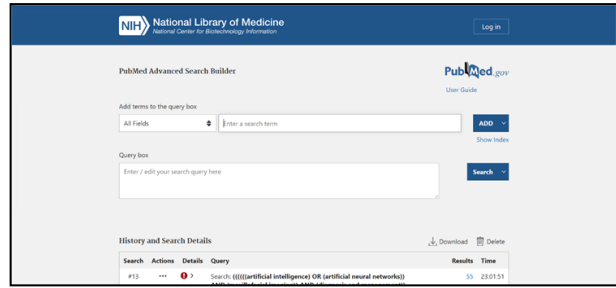 NIH National Library of Medicine
National Center for Biotechnology Information
Log in
PubMed Advanced Search Builder
PubMed.gov
User Guide
Add terms to the query box
All Fields
Enter a search term
ADD
Show Index
Query box
Enter / edit your search query here
Search
History and Search Details
Download
Delete
Search Actions Details Query Results Time
#13 ... Search: ((((((artificial intelligence) OR (artificial neural networks)) 55 23:01:51